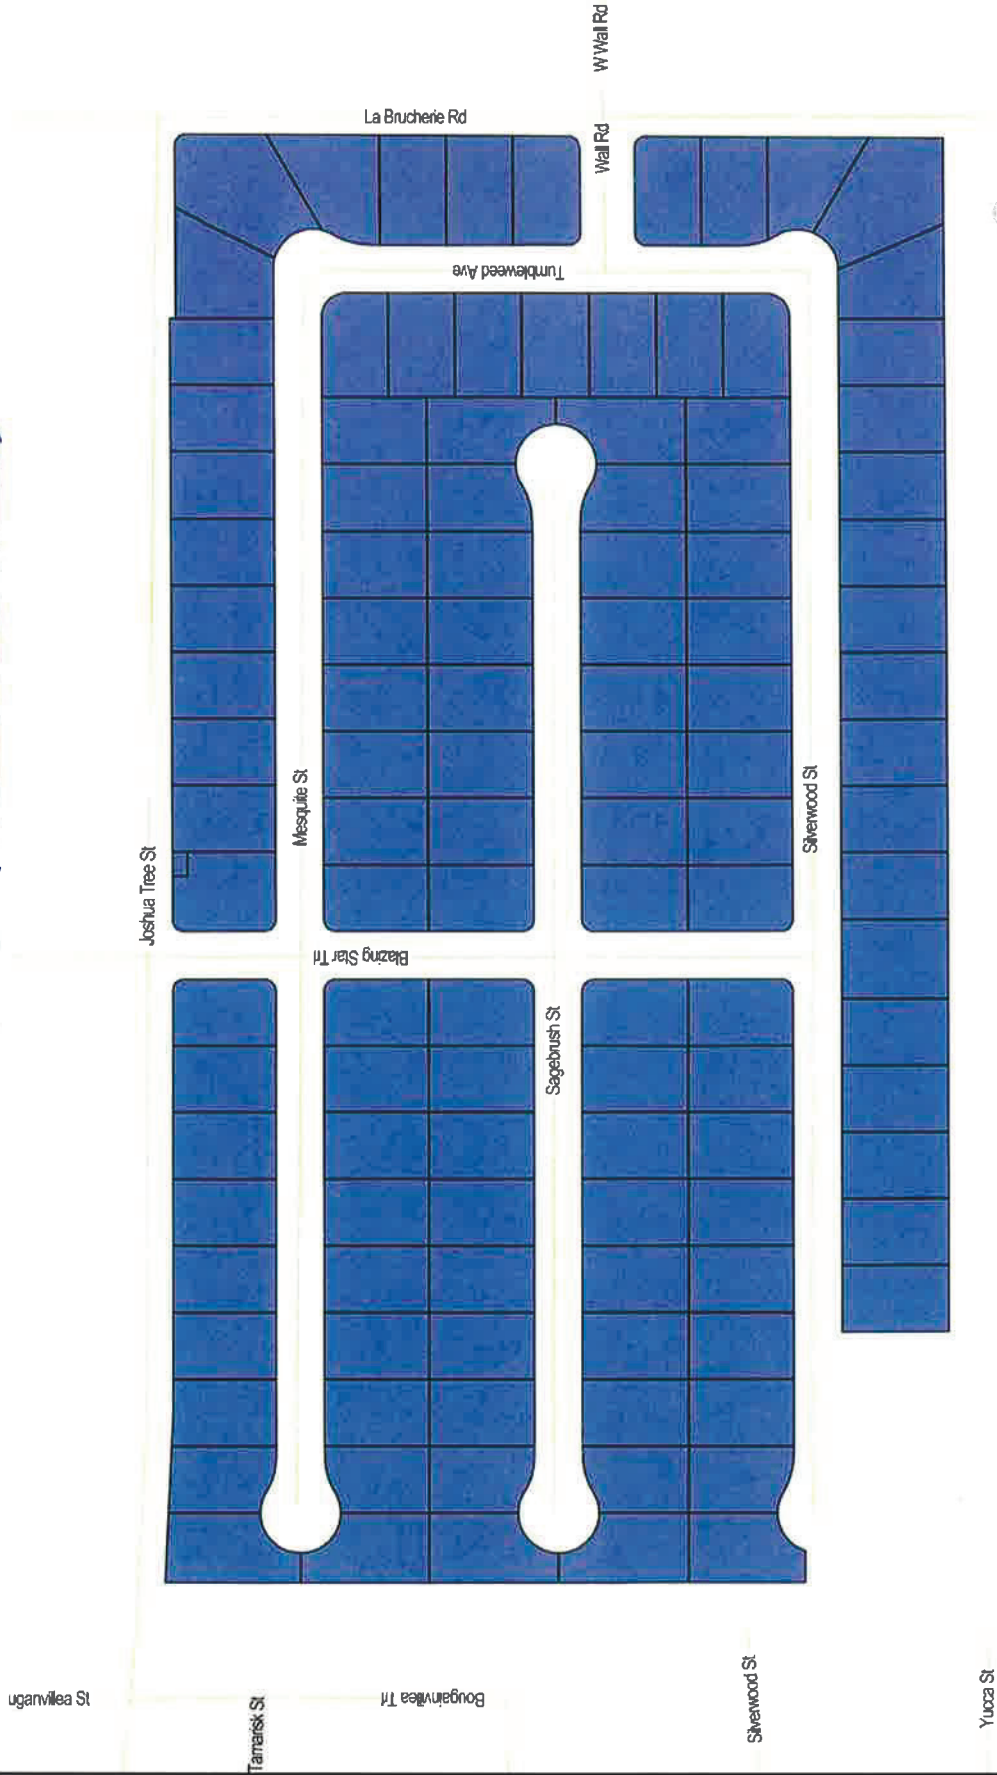 W Wall Rd
La Brucherie Rd
Wall Rd
Tumbleweed Ave
Mesquite St
Silverwood St
Joshua Tree St
Blazing Star Trl
Sagebrush St
uganvillea St
Tamarisk St
Bougainvillea Trl
Silverwood St
Yucca St